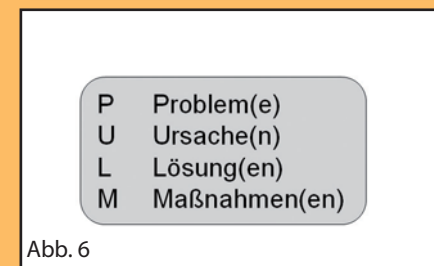 P Problem(e)
U Ursache(n)
L Lösung(en)
M Maßnahmen(en)
Abb. 6